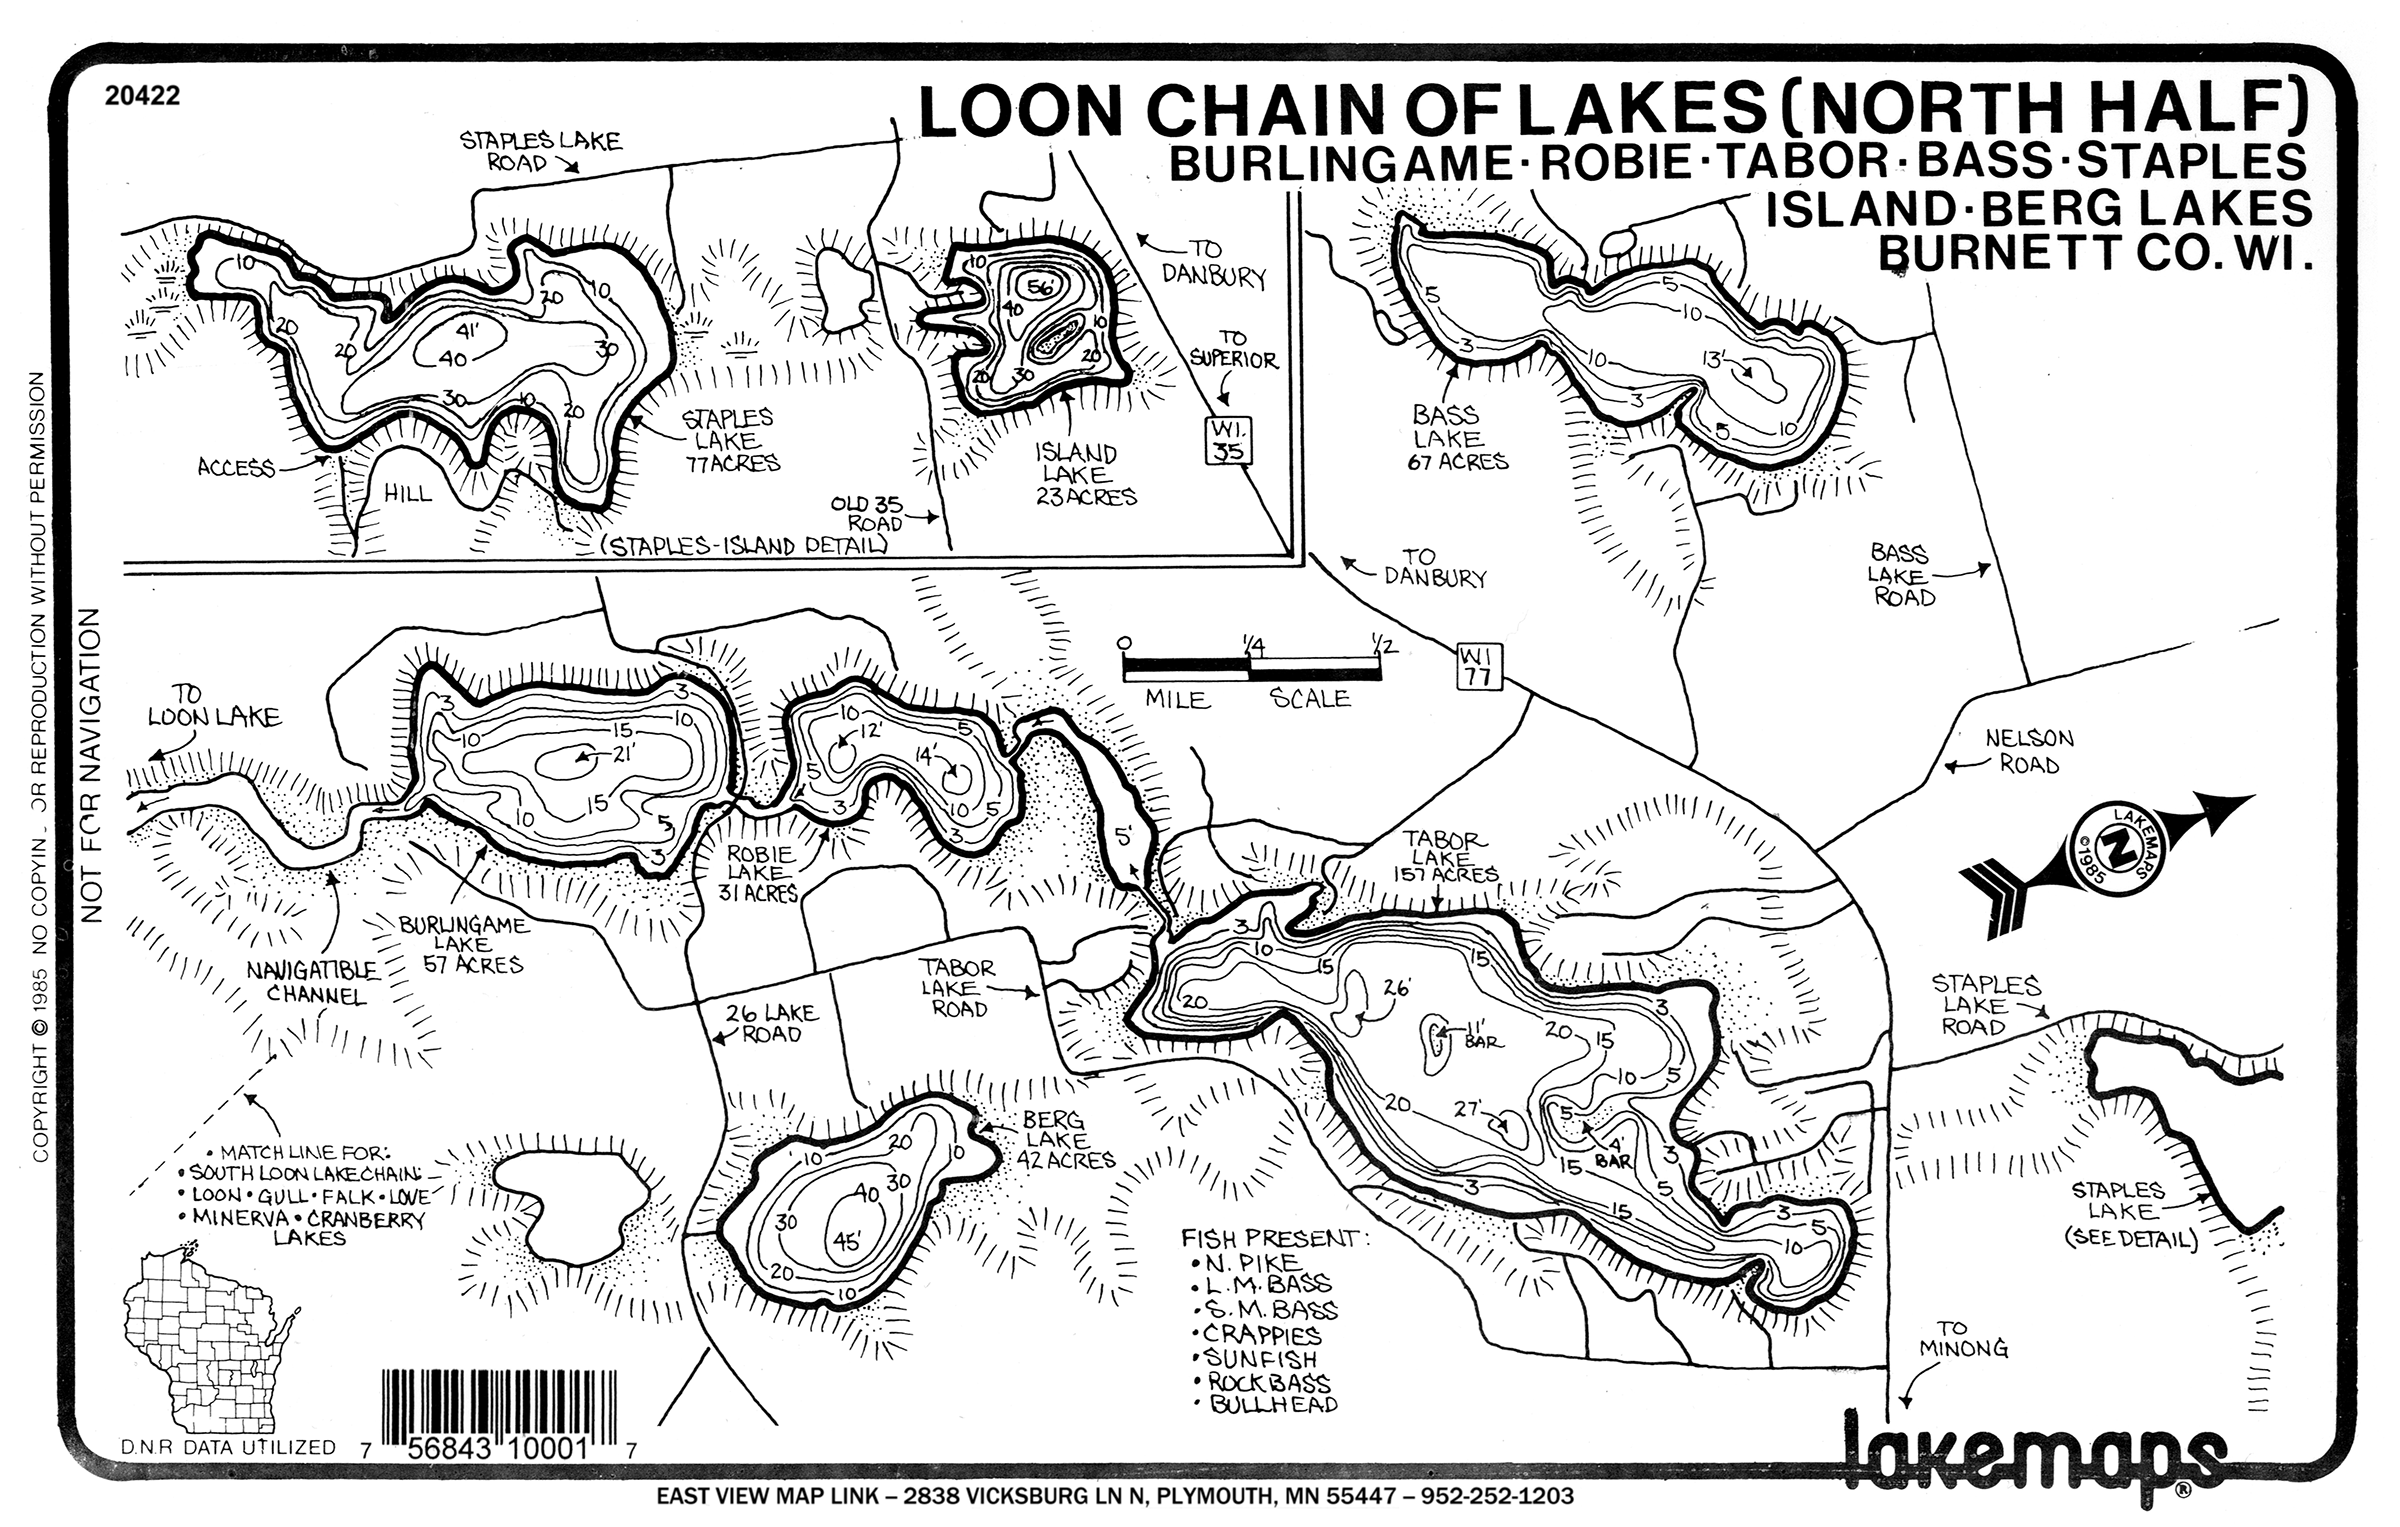 20422
LOON CHAIN OF LAKES (NORTH HALF)
BURLINGAME · ROBIE · TABOR · BASS · STAPLES
ISLAND · BERG LAKES
BURNETT CO. WI.
STAPLES LAKE
ROAD
10
20
20
41'
40
30
20
10
30
10
20
ACCESS
HILL
STAPLES
LAKE
77 ACRES
(STAPLES-ISLAND DETAIL)
10
56'
40
10
20
20
30
ISLAND
LAKE
23 ACRES
OLD 35
ROAD
TO
DANBURY
TO
SUPERIOR
WI.
35
5
3
5
10
10
13'
3
5
10
BASS
LAKE
67 ACRES
TO
DANBURY
BASS
LAKE
ROAD
0 1/4 1/2
MILE SCALE
WI
77
NELSON
ROAD
TO
LOON LAKE
3
3
10
15
10
21'
10
15
5
3
10
12'
5
14'
5
3
10
5
3
5'
ROBIE
LAKE
31 ACRES
BURLINGAME
LAKE
57 ACRES
NAVIGATIBLE
CHANNEL
26 LAKE
ROAD
TABOR
LAKE
ROAD
TABOR
LAKE
157 ACRES
3
10
15
15
20
26'
11'
BAR
20
15
3
10
5
20
27'
5
4'
BAR
15
3
5
3
15
3
5
10
LAKEMAPS
N
©1985
STAPLES
LAKE
ROAD
STAPLES
LAKE
(SEE DETAIL)
BERG
LAKE
42 ACRES
20
10
10
40
30
30
45'
20
10
• MATCH LINE FOR:
• SOUTH LOON LAKE CHAIN:
• LOON • GULL • FALK • LOVE
• MINERVA • CRANBERRY
LAKES
FISH PRESENT:
• N. PIKE
• L. M. BASS
• S. M. BASS
• CRAPPIES
• SUNFISH
• ROCK BASS
• BULLHEAD
TO
MINONG
D.N.R DATA UTILIZED
7 56843 10001 7
lakemaps®
NOT FOR NAVIGATION
COPYRIGHT © 1985 NO COPYIN OR REPRODUCTION WITHOUT PERMISSION
EAST VIEW MAP LINK – 2838 VICKSBURG LN N, PLYMOUTH, MN 55447 – 952-252-1203